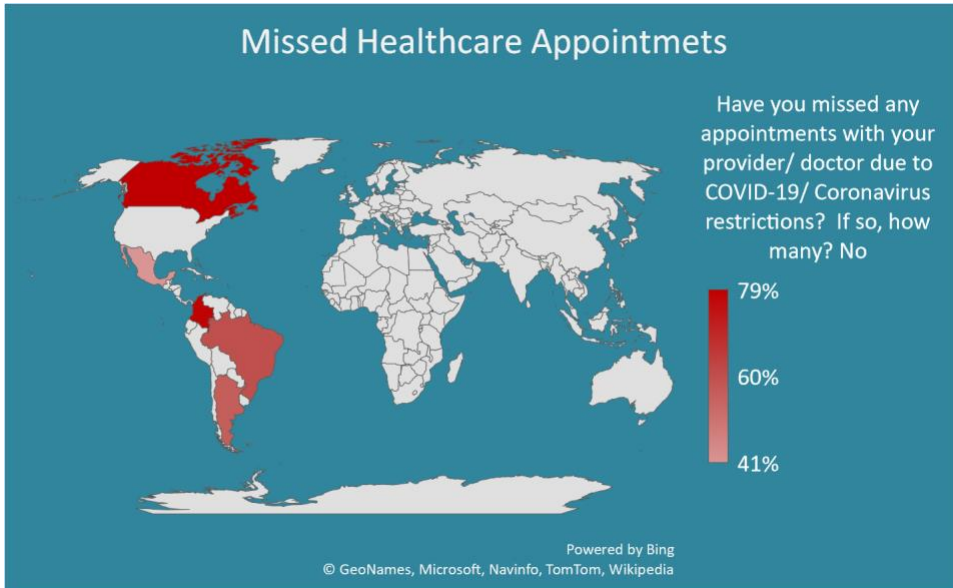 Missed Healthcare Appointmets
Have you missed any
appointments with your
provider/ doctor due to
COVID-19/ Coronavirus
restrictions? If so, how
many? No
79%
60%
41%
Powered by Bing
© GeoNames, Microsoft, Navinfo, TomTom, Wikipedia